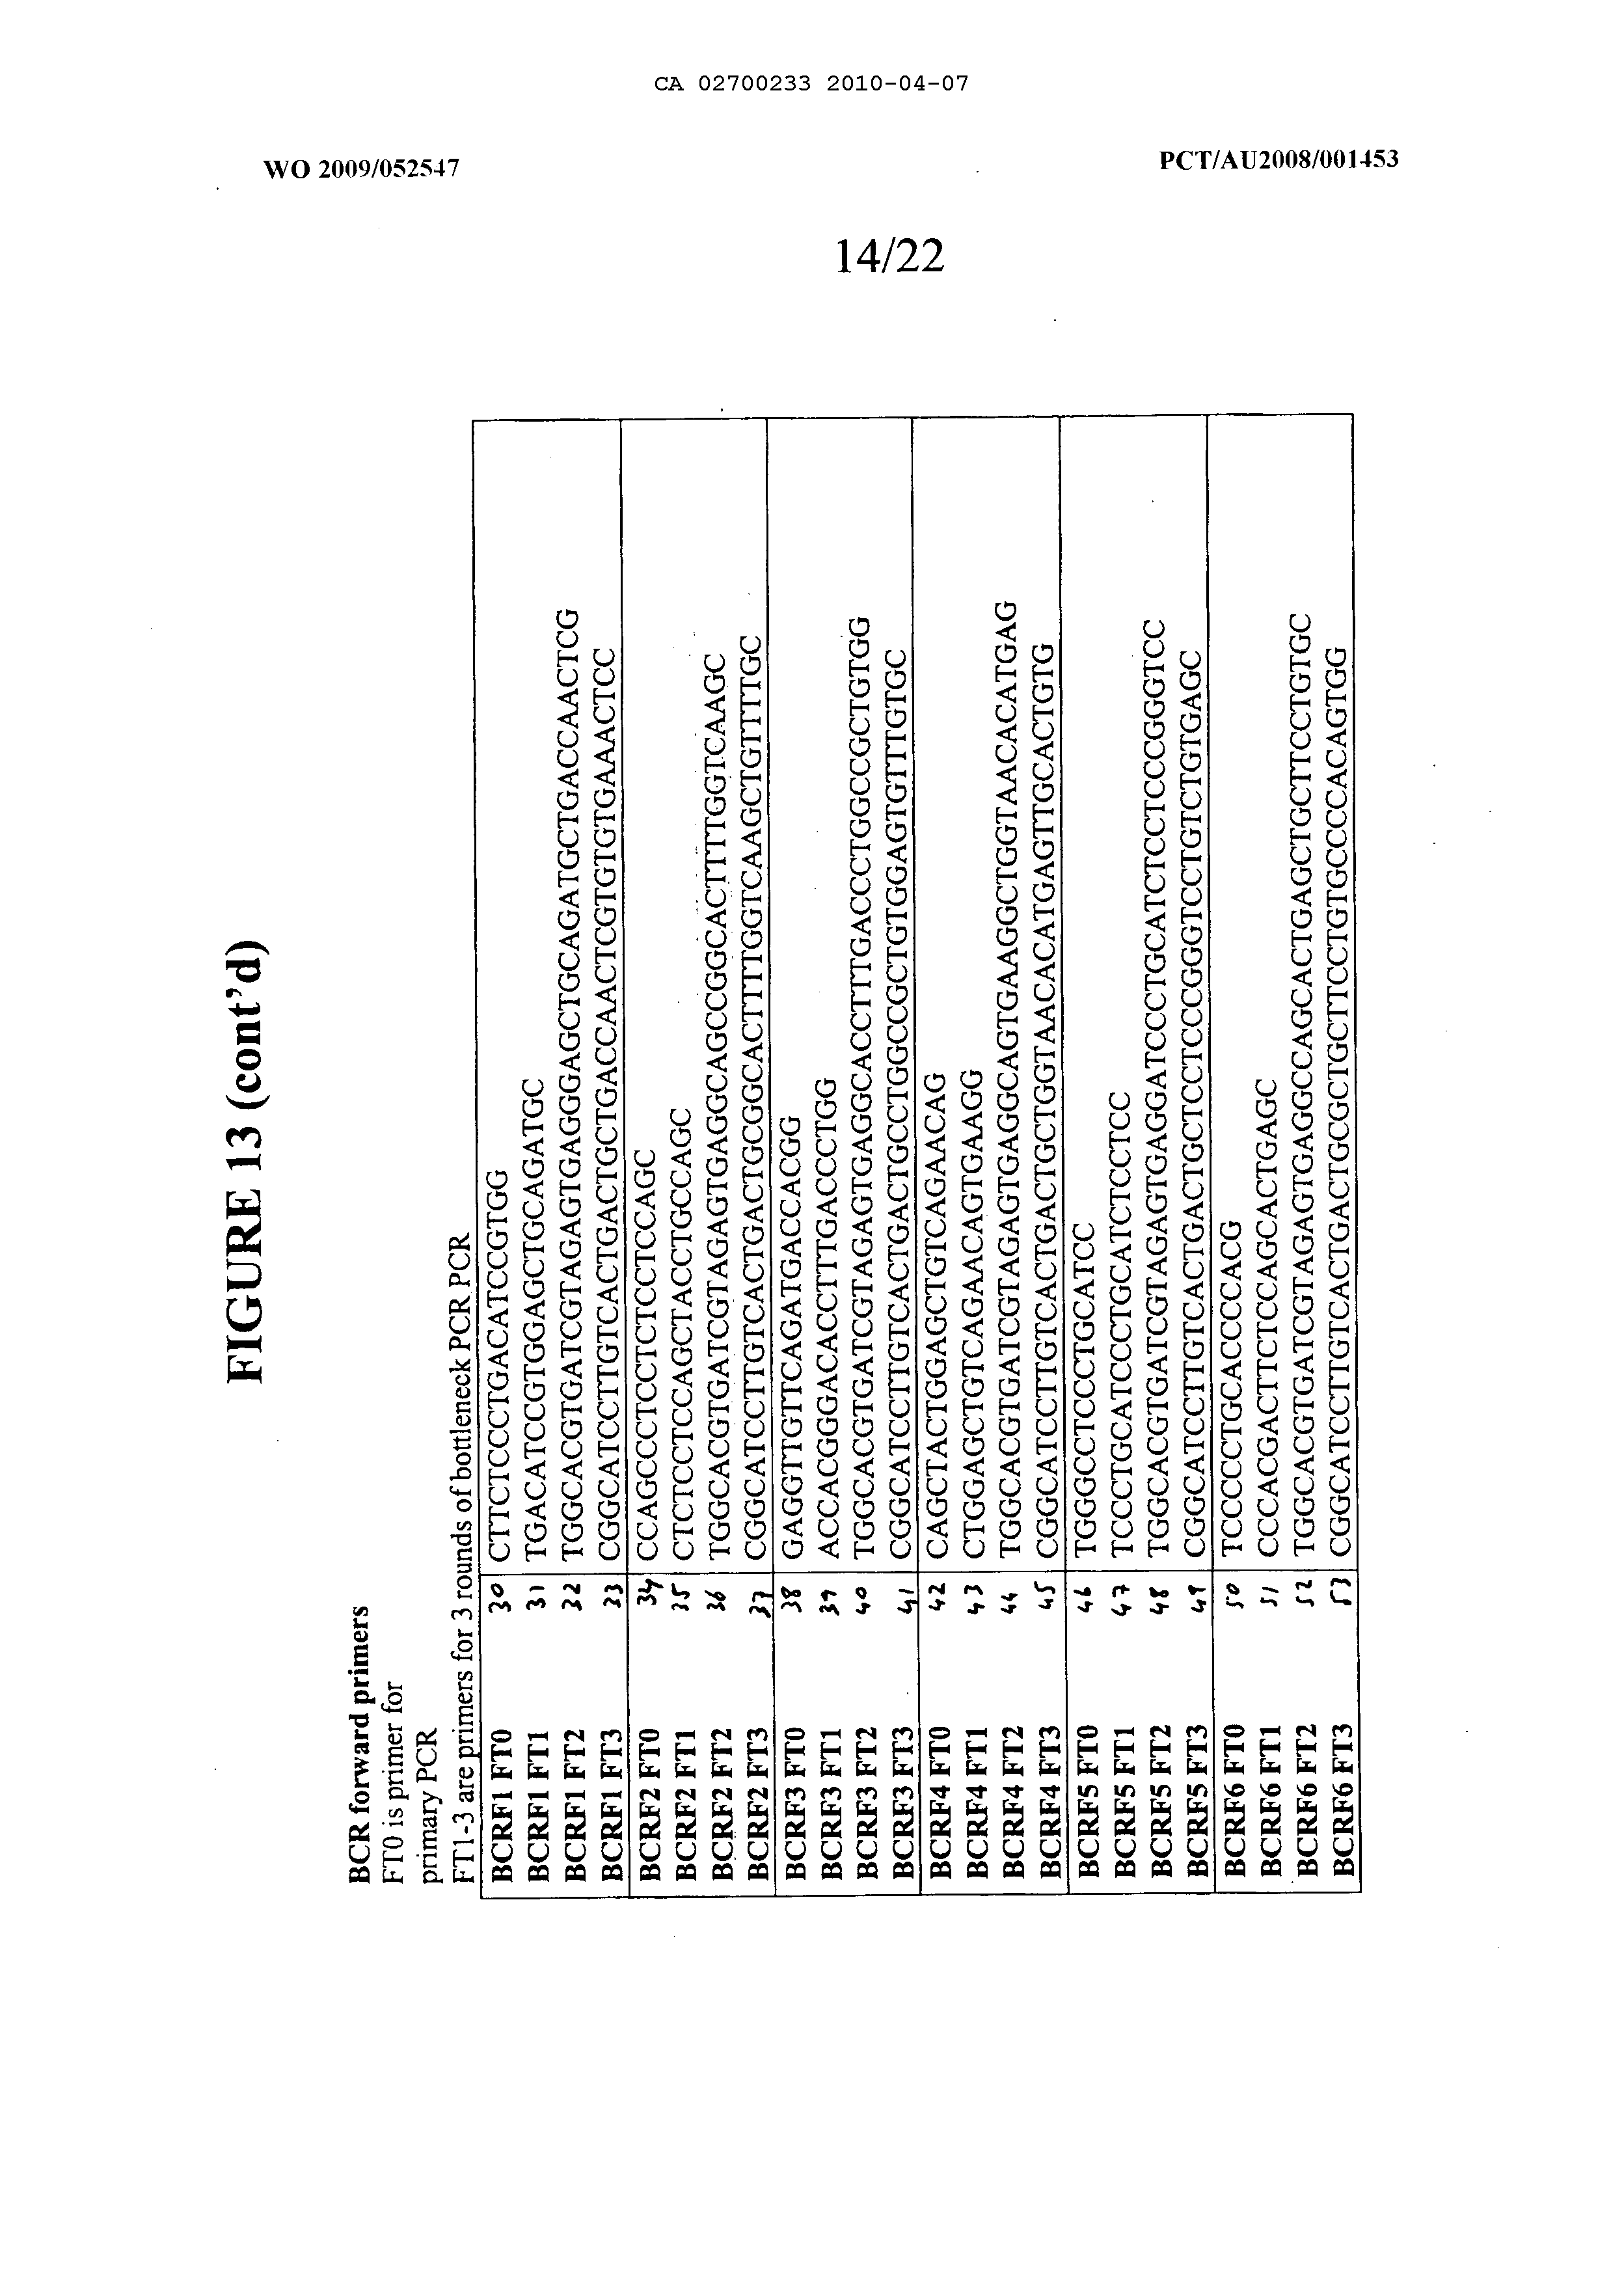 CA 02700233 2010-04-07
WO 2009/052547
PCT/AU2008/001453
14/22
FIGURE 13 (cont'd)
BCR forward primers
FT0 is primer for
primary PCR
FT1-3 are primers for 3 rounds of bottleneck PCR PCR
BCRF1 FT0 30 CTTCTCCCTGACATCCGTGG
BCRF1 FT1 31 TGACATCCGTGGAGCTGCAGATGC
BCRF1 FT2 32 TGGCACGTGATCGTAGAGTGAGGGAGCTGCAGATGCTGACCAACTCG
BCRF1 FT3 33 CGGCATCCTTGTCACTGACTGCTGACCAACTCGTGTGTGAAACTCC
BCRF2 FT0 34 CCAGCCCTCCTCTCCTCCAGC
BCRF2 FT1 35 CTCTCCTCCAGCTACCTGCCAGC
BCRF2 FT2 36 TGGCACGTGATCGTAGAGTGAGGCAGCCGGCACTTTTGGTCAAGC
BCRF2 FT3 37 CGGCATCCTTGTCACTGACTGCGGCACTTTTGGTCAAGCTGTTTTGC
BCRF3 FT0 38 GAGGTTGTTCAGATGACCACGG
BCRF3 FT1 39 ACCACGGGACACCTTTGACCCTGG
BCRF3 FT2 40 TGGCACGTGATCGTAGAGTGAGGCACCTTTGACCCTGGCCGCTGTGG
BCRF3 FT3 41 CGGCATCCTTGTCACTGACTGCCTGGCCGCTGTGGAGTGTTTGTGC
BCRF4 FT0 42 CAGCTACTGGAGCTGTCAGAACAG
BCRF4 FT1 43 CTGGAGCTGTCAGAACAGTGAAGG
BCRF4 FT2 44 TGGCACGTGATCGTAGAGTGAGGCAGTGAAGGCTGGTAACACATGAG
BCRF4 FT3 45 CGGCATCCTTGTCACTGACTGCTGGTAACACATGAGTTGCACTGTG
BCRF5 FT0 46 TGGGCCTCCCTGCATCC
BCRF5 FT1 47 TCCCTGCATCCCTGCATCTCCTCC
BCRF5 FT2 48 TGGCACGTGATCGTAGAGTGAGGATCCCTGCATCTCCTCCCGGGTCC
BCRF5 FT3 49 CGGCATCCTTGTCACTGACTGCTCCTCCCGGGTCCTGTCTGTGAGC
BCRF6 FT0 50 TCCCCCTGCACCCCACG
BCRF6 FT1 51 CCCACGACTTCTCCAGCACTGAGC
BCRF6 FT2 52 TGGCACGTGATCGTAGAGTGAGGCCAGCACTGAGCTGCTTCCTGTGC
BCRF6 FT3 53 CGGCATCCTTGTCACTGACTGCGCTGCTTCCTGTGCCCCACAGTGG